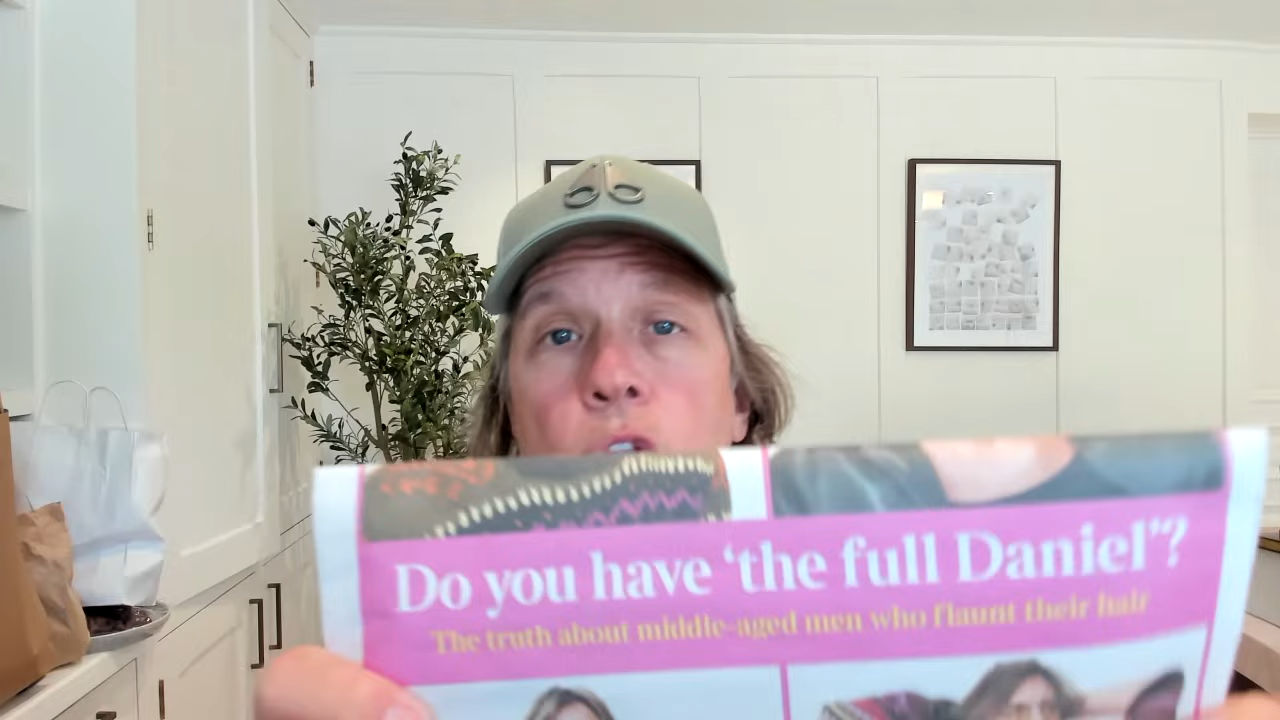 Do you have ‘the full Daniel’?
The truth about middle-aged men who flaunt their hair